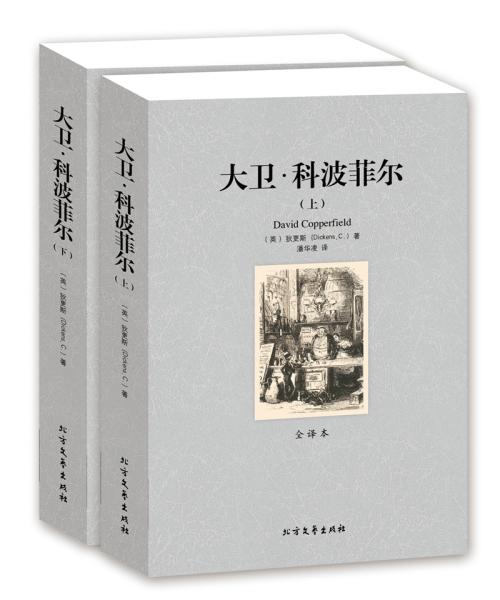 大卫·科波菲尔
（下）
（英）狄更斯（Dickens, C.）著
北方文艺出版社
大卫·科波菲尔
（上）
（英）狄更斯（Dickens, C.）著
北方文艺出版社
大卫·科波菲尔
（上）
David Copperfield
（英）狄更斯（Dickens, C.）著
潘华凌 译
全译本
北方文艺出版社